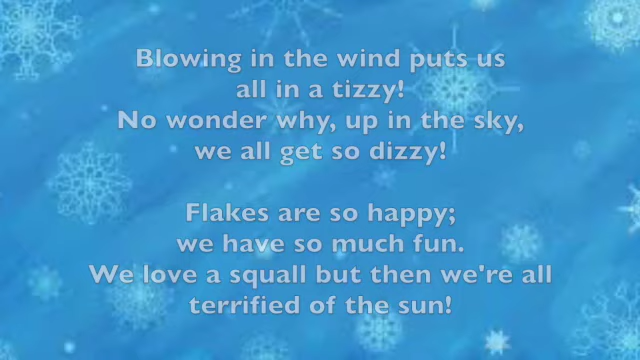 Blowing in the wind puts us
all in a tizzy!
No wonder why, up in the sky,
we all get so dizzy!
Flakes are so happy;
we have so much fun.
We love a squall but then we're all
terrified of the sun!